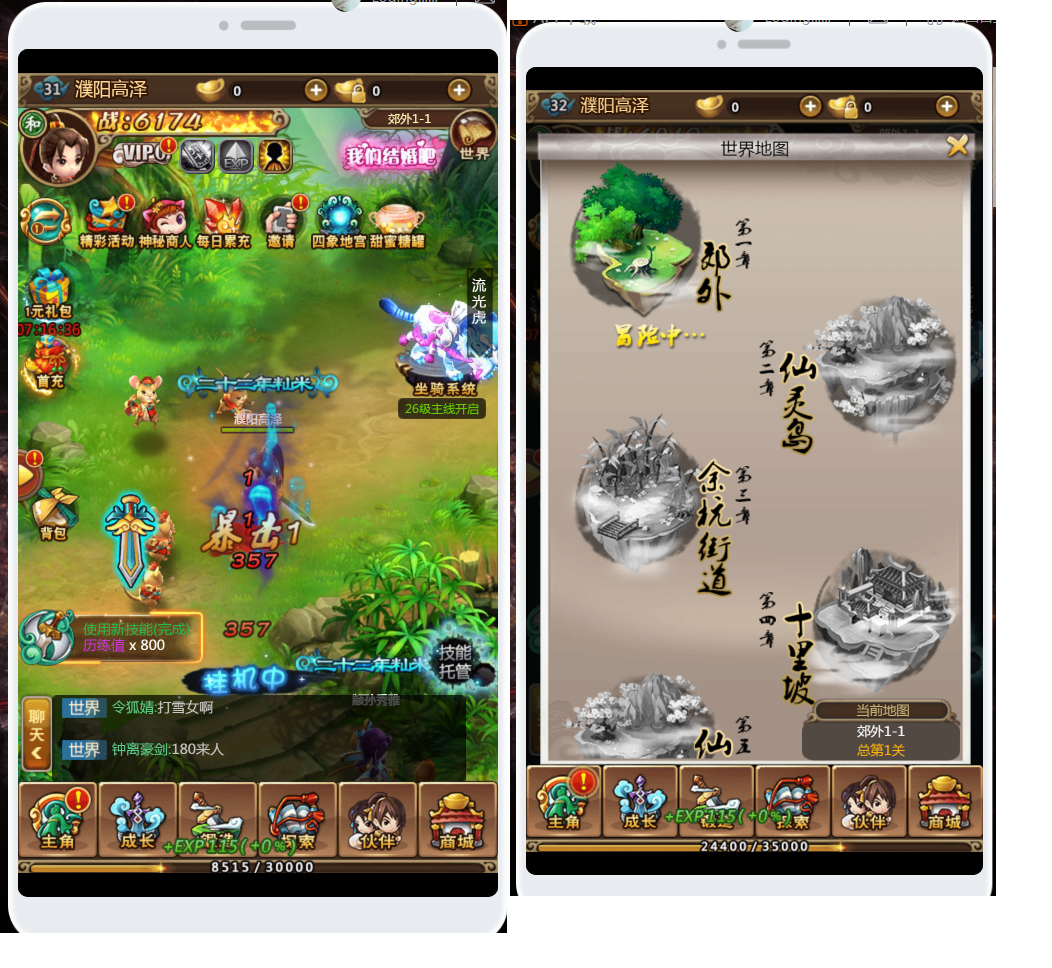 31 濮阳高泽 0 0
和 战:6174 郊外1-1
世界
VIP0 EXP 我的结婚吧
精彩活动 神秘商人 每日累充 邀请 四象地宫 甜蜜糖罐
1元礼包
07:16:36
首充
流光虎
坐骑系统
26级主线开启
二十三年籼米
濮阳高泽
1
1
暴击1
357
背包
357
使用新技能(完成)
历练值 x 800
二十三年籼米
技能托管
挂机中
颛孙秀雅
聊天
世界 令狐婧:打雪女啊
世界 钟离豪剑:180来人
主角 成长 锻造 探索 伙伴 商城
+EXP 115(+0%)
8515/30000
32 濮阳高泽 0 0
世界地图
第一章
郊外
冒险中...
第二章
仙灵岛
第三章
余杭街道
第四章
十里坡
第五
仙
当前地图
郊外1-1
总第1关
主角 成长 锻造 探索 伙伴 商城
+EXP 115(+0%)
24400/35000